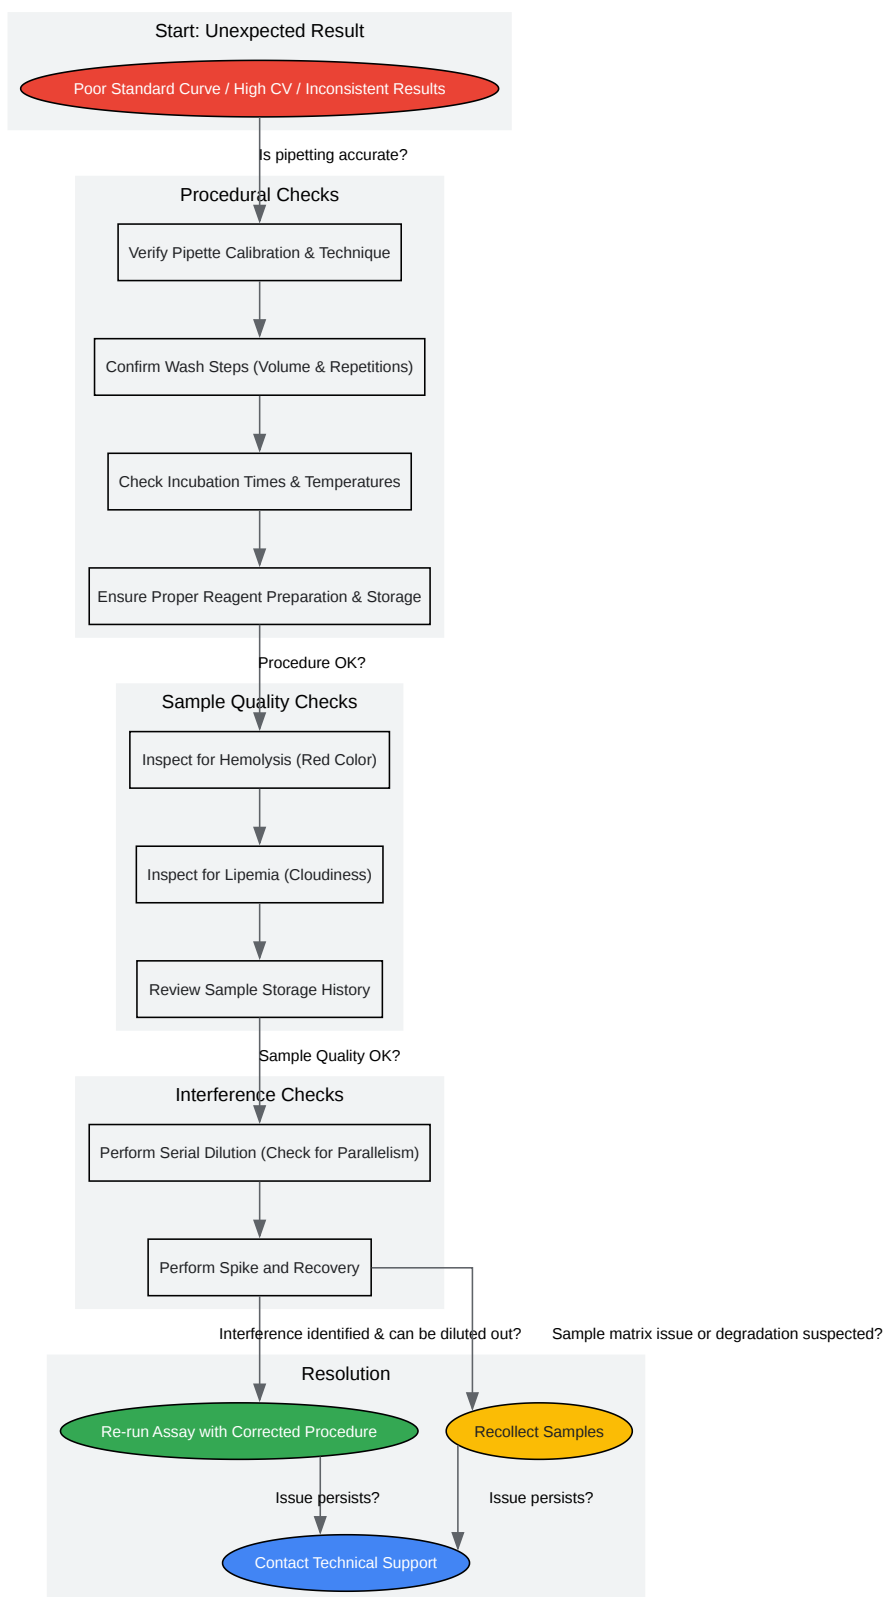 Start: Unexpected Result
Poor Standard Curve / High CV / Inconsistent Results
Is pipetting accurate?
Procedural Checks
Verify Pipette Calibration & Technique
Confirm Wash Steps (Volume & Repetitions)
Check Incubation Times & Temperatures
Ensure Proper Reagent Preparation & Storage
Procedure OK?
Sample Quality Checks
Inspect for Hemolysis (Red Color)
Inspect for Lipemia (Cloudiness)
Review Sample Storage History
Sample Quality OK?
Interference Checks
Perform Serial Dilution (Check for Parallelism)
Perform Spike and Recovery
Interference identified & can be diluted out?
Sample matrix issue or degradation suspected?
Resolution
Re-run Assay with Corrected Procedure
Recollect Samples
Issue persists?
Issue persists?
Contact Technical Support